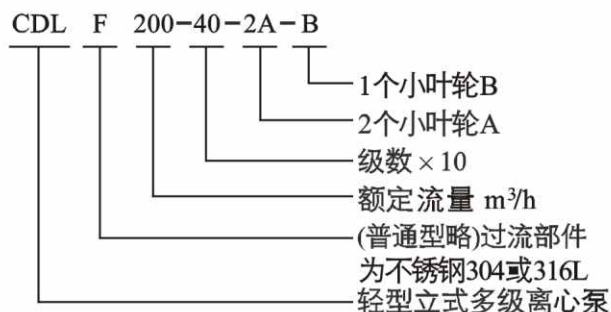 CDL F 200-40-2A-B
1个小叶轮B
2个小叶轮A
级数×10
额定流量 m³/h
(普通型略)过流部件
为不锈钢304或316L
轻型立式多级离心泵